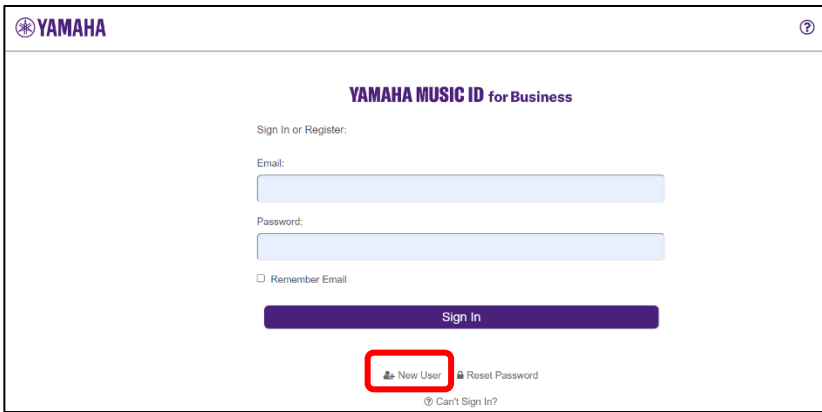 YAMAHA
YAMAHA MUSIC ID for Business
Sign In or Register:
Email:
Password:
Remember Email
Sign In
New User Reset Password
Can't Sign In?